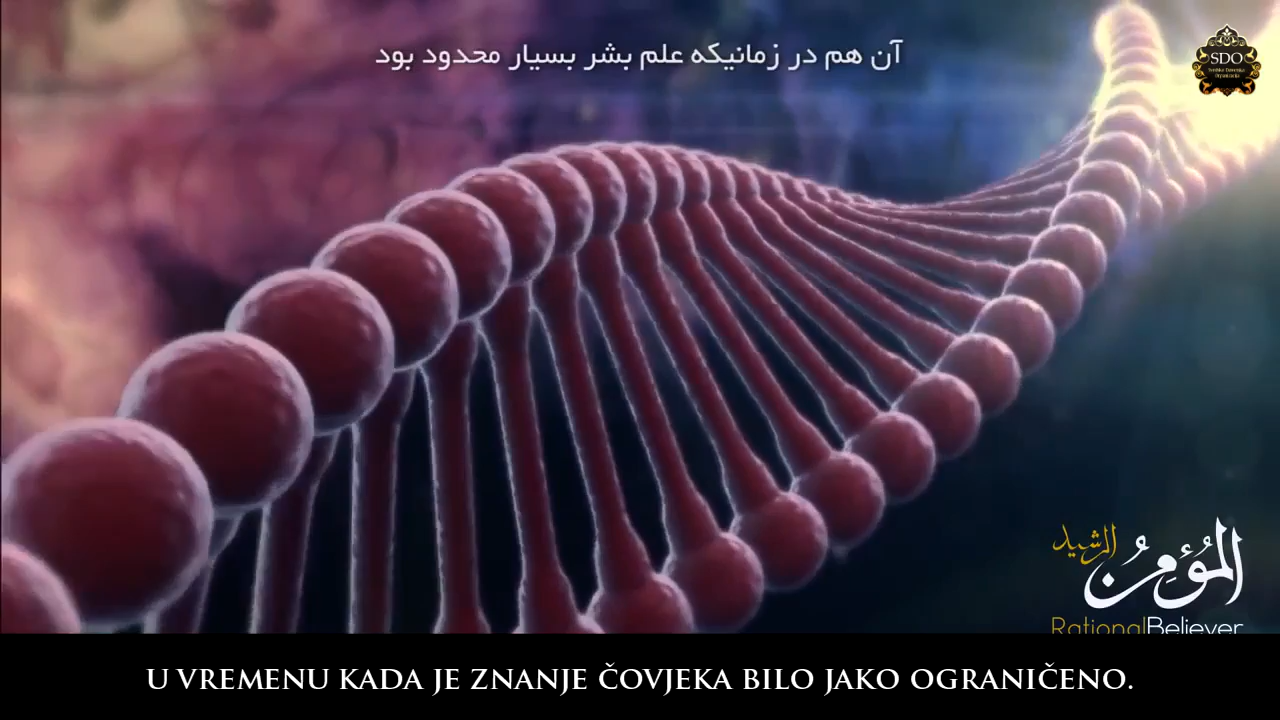 آن هم در زمانیکه علم بشر بسیار محدود بود
SDO
المؤمن الرشيد
RationalBeliever
U VREMENU KADA JE ZNANJE ČOVJEKA BILO JAKO OGRANIČENO.